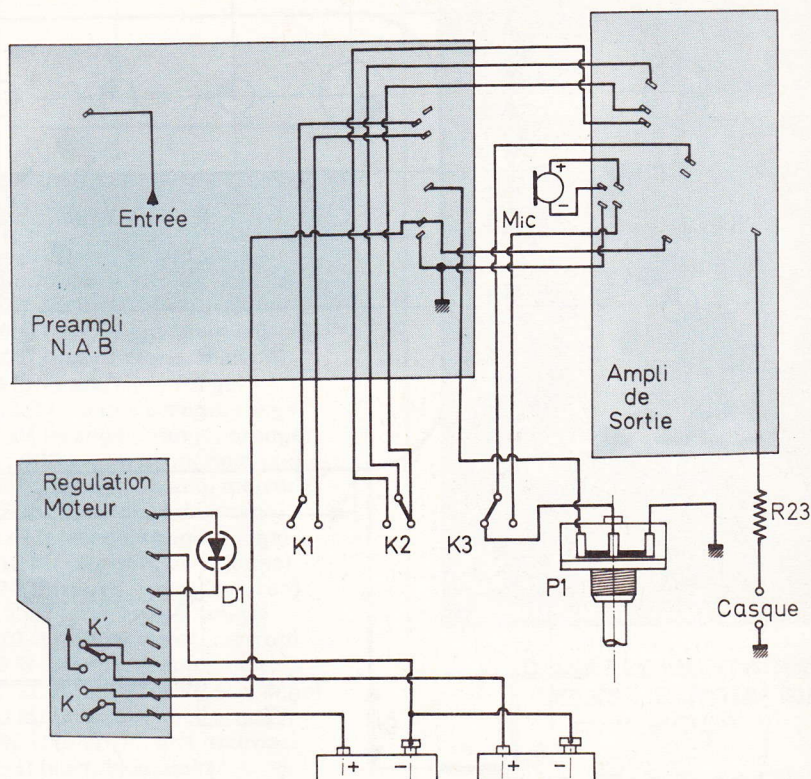 Entrée
Preampli
N.A.B
Mic
+
−
Ampli
de
Sortie
Regulation
Moteur
D1
K1
K2
K3
P1
R23
Casque
K′
K
+
−
+
−